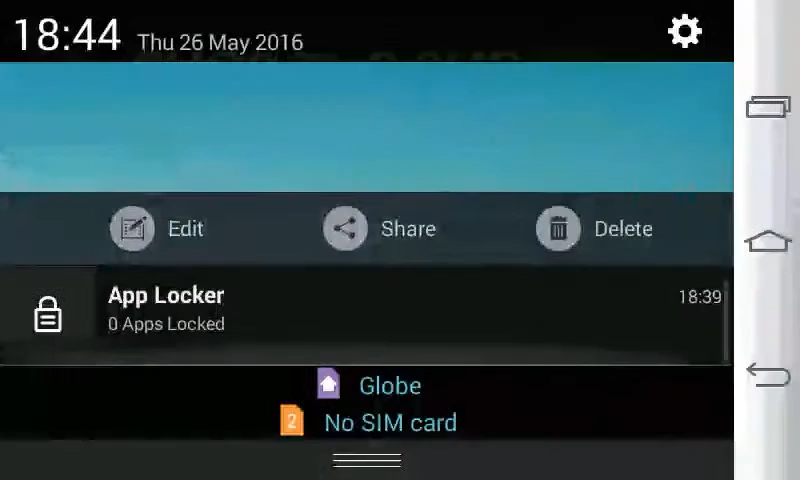 18:44 Thu 26 May 2016
Edit Share Delete
App Locker 18:39
0 Apps Locked
Globe
2 No SIM card